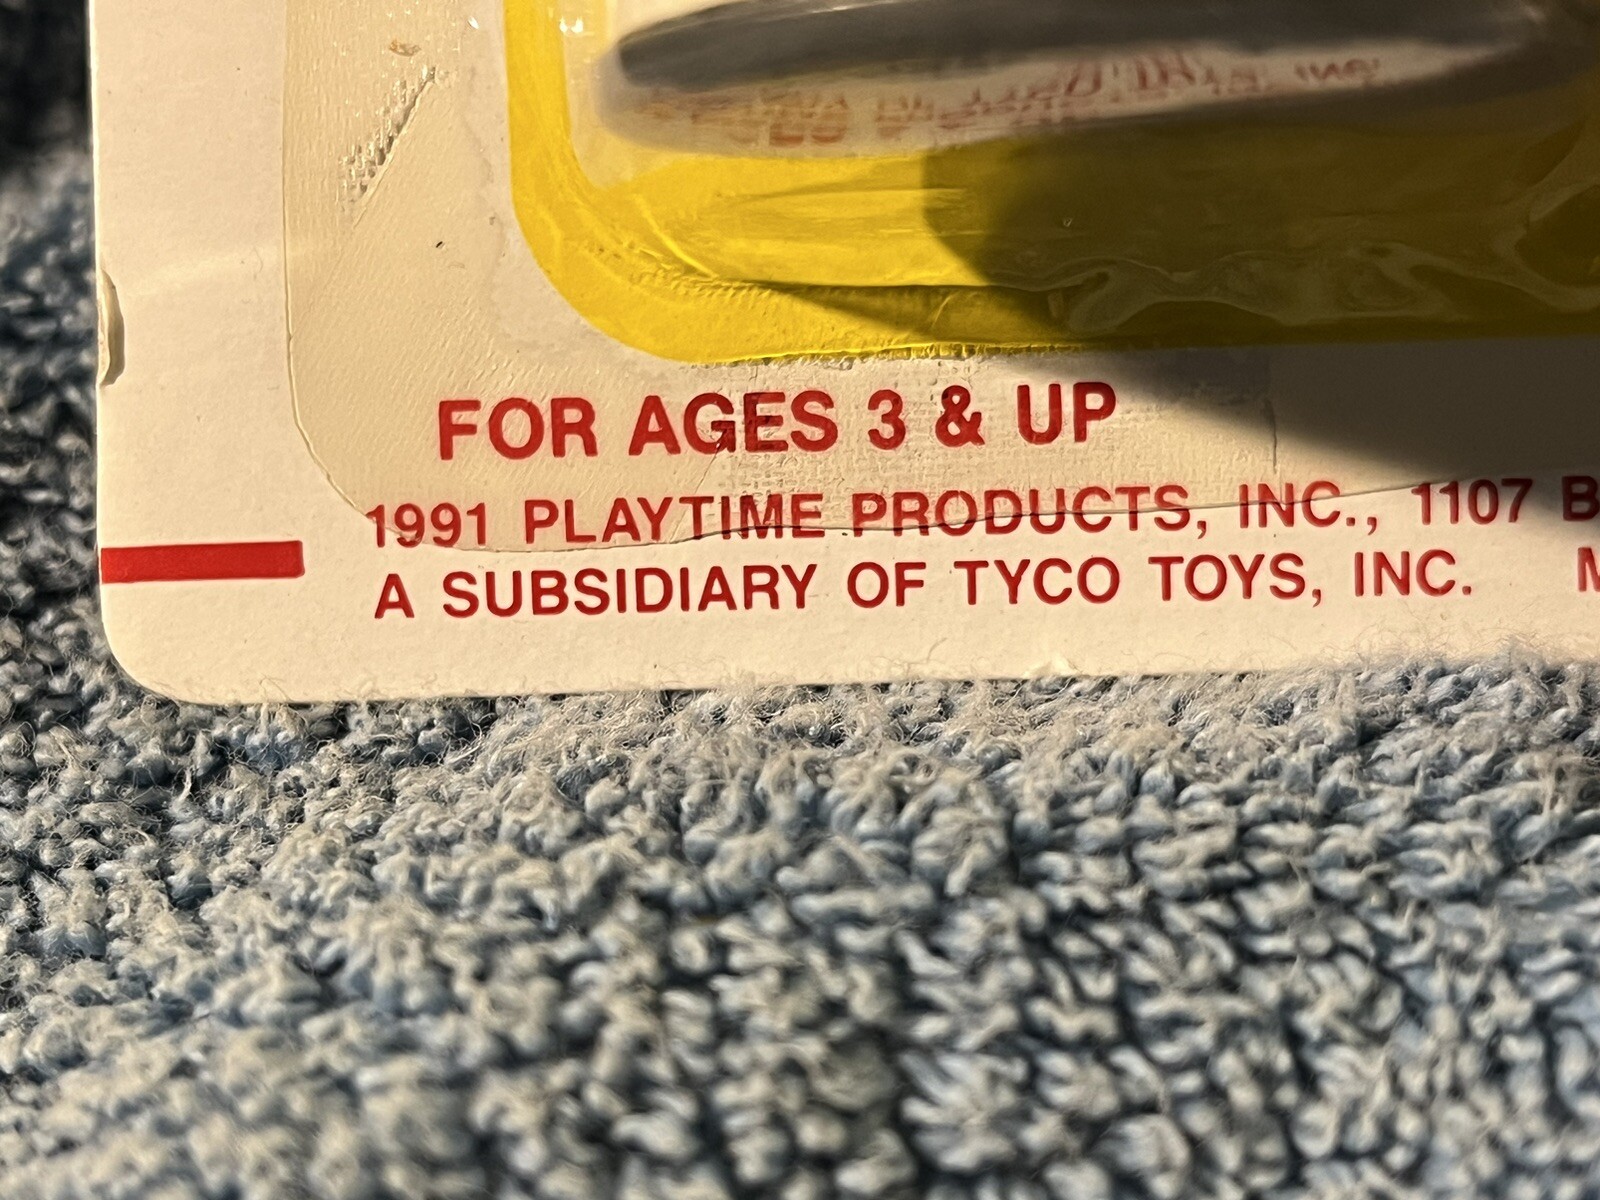 FOR AGES 3 & UP
1991 PLAYTIME PRODUCTS, INC., 1107 B
A SUBSIDIARY OF TYCO TOYS, INC. M